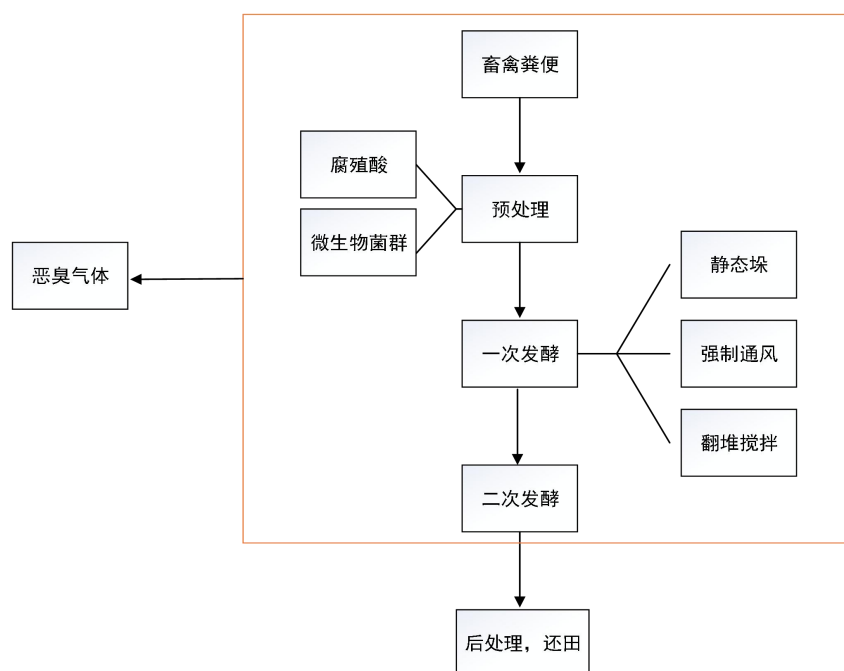 畜禽粪便
腐殖酸
预处理
微生物菌群
恶臭气体
静态垛
一次发酵
强制通风
翻堆搅拌
二次发酵
后处理，还田